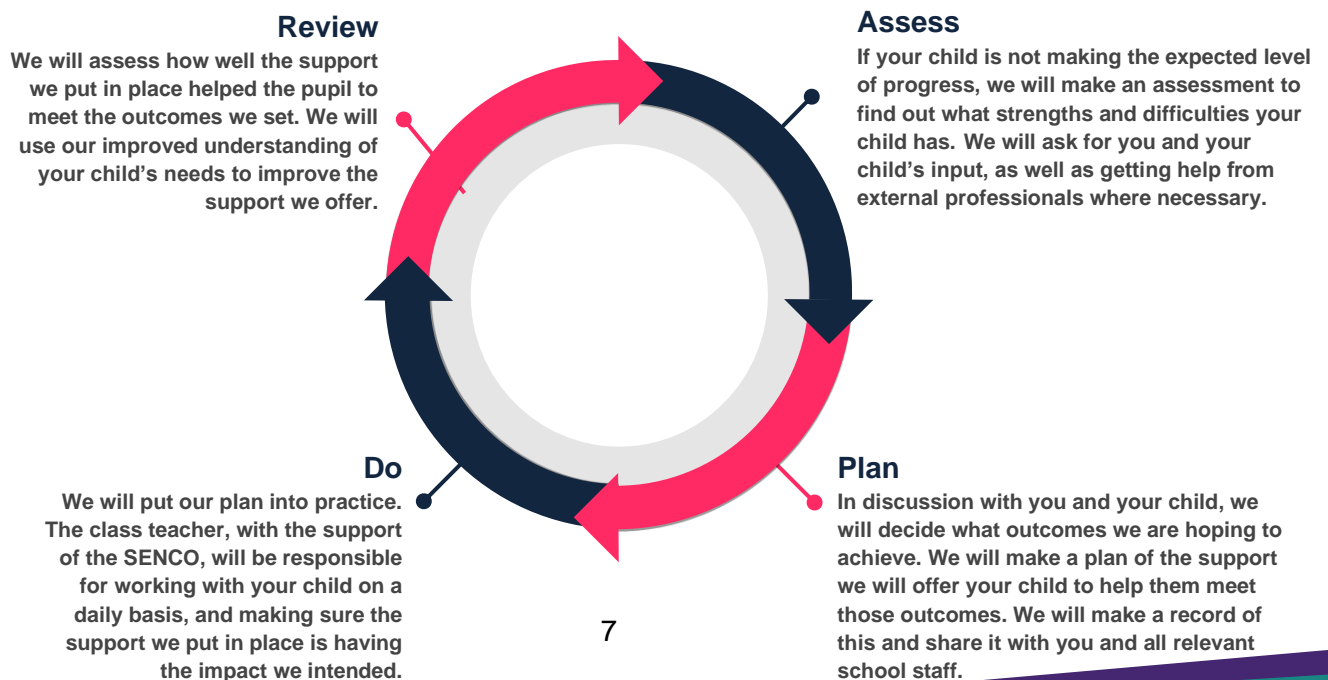 Review
We will assess how well the support
we put in place helped the pupil to
meet the outcomes we set. We will
use our improved understanding of
your child’s needs to improve the
support we offer.
Assess
If your child is not making the expected level
of progress, we will make an assessment to
find out what strengths and difficulties your
child has. We will ask for you and your
child’s input, as well as getting help from
external professionals where necessary.
Do
We will put our plan into practice.
The class teacher, with the support
of the SENCO, will be responsible
for working with your child on a
daily basis, and making sure the
support we put in place is having
the impact we intended.
Plan
In discussion with you and your child, we
will decide what outcomes we are hoping to
achieve. We will make a plan of the support
we will offer your child to help them meet
those outcomes. We will make a record of
this and share it with you and all relevant
school staff.
7